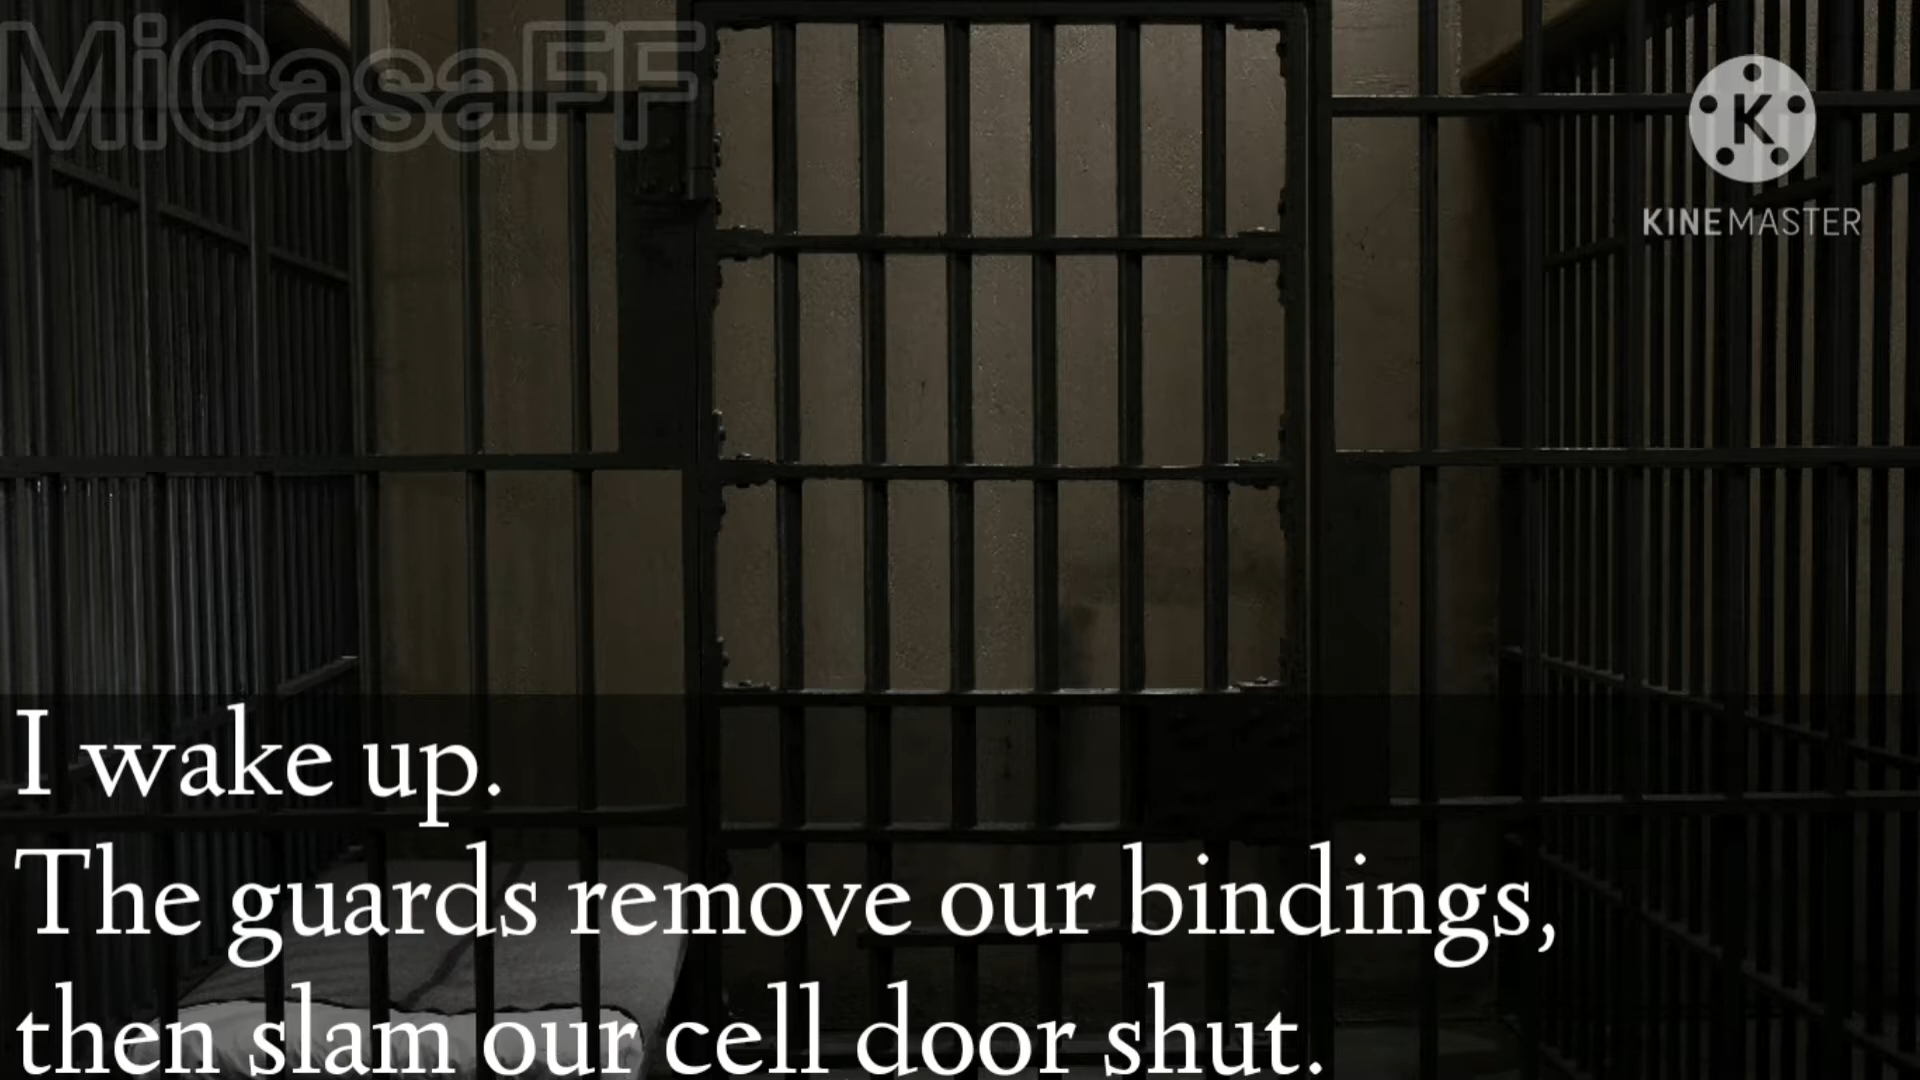 MiCasaFF
K
KINEMASTER
I wake up.
The guards remove our bindings,
then slam our cell door shut.